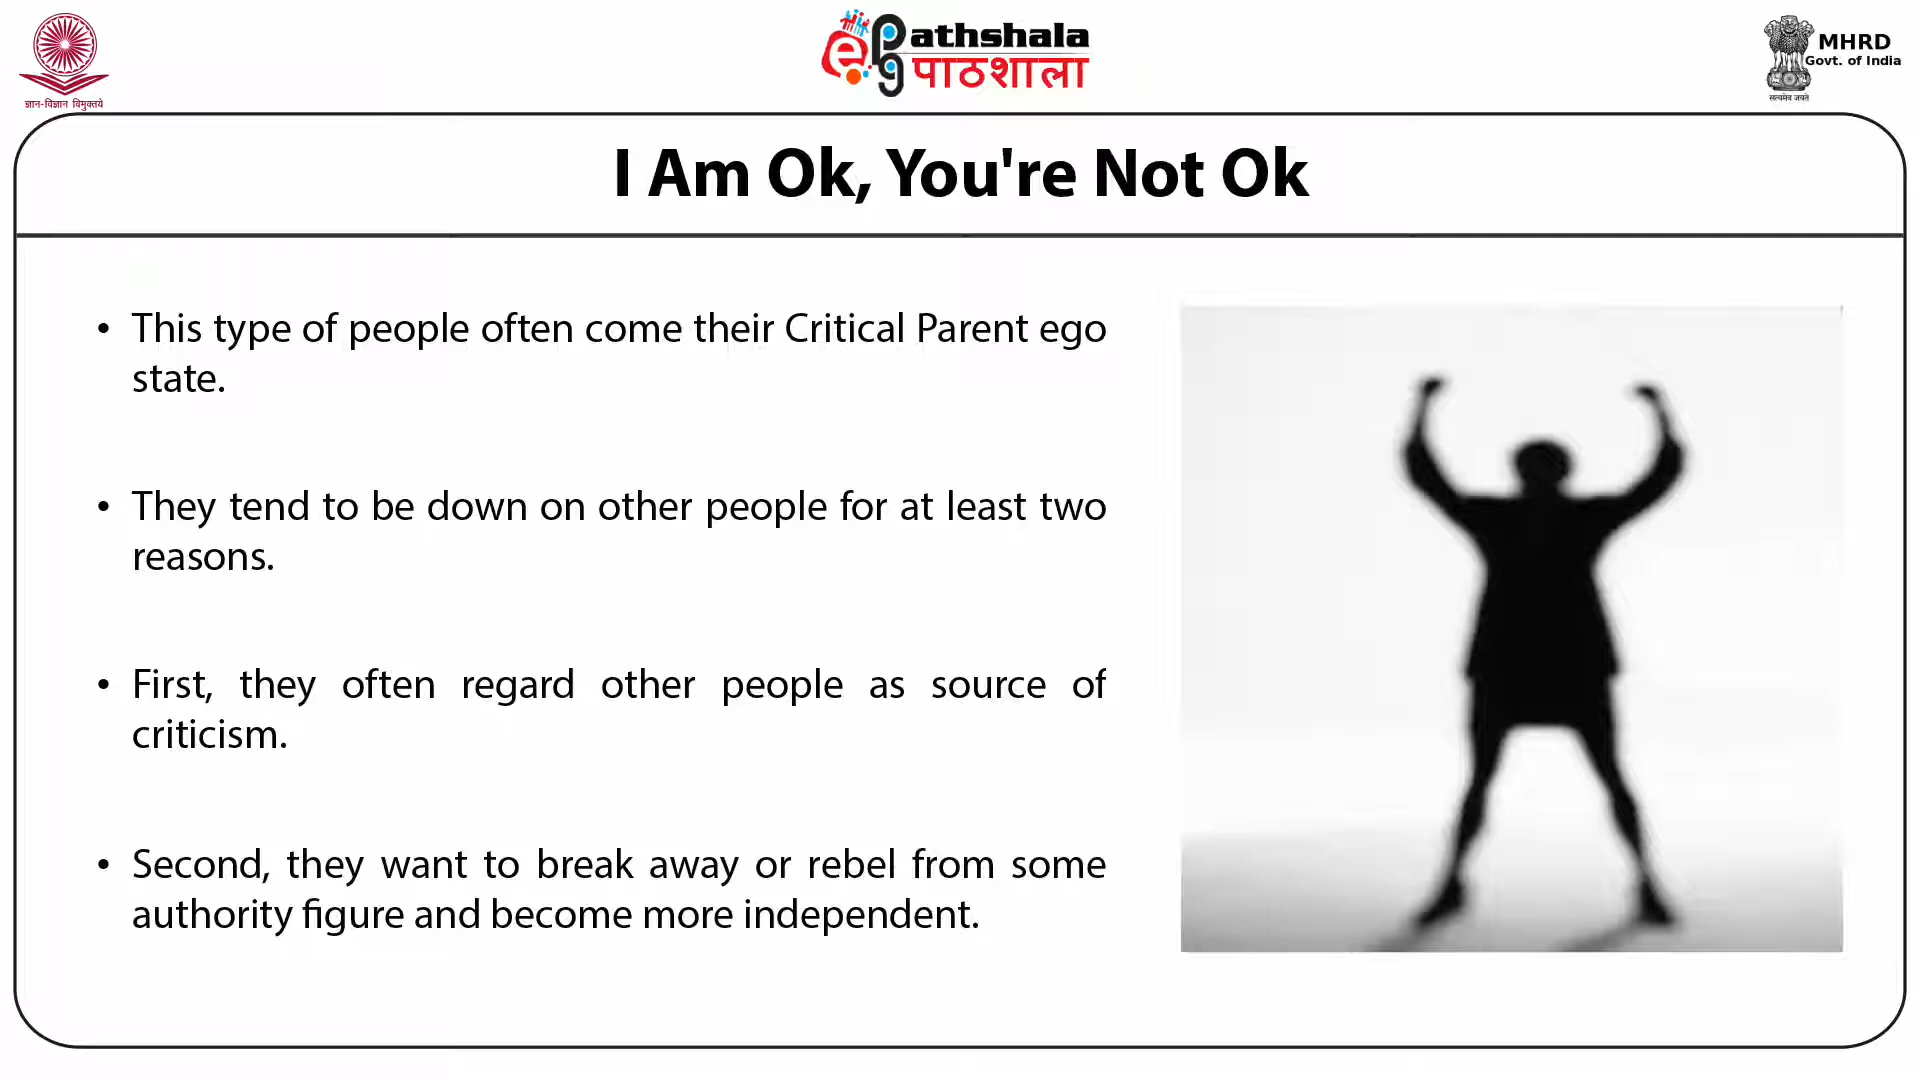 ज्ञान-विज्ञान विमुक्तये
ePg athshala
पाठशाला
MHRD
Govt. of India
सत्यमेव जयते
I Am Ok, You're Not Ok
• This type of people often come their Critical Parent ego
state.
• They tend to be down on other people for at least two
reasons.
• First, they often regard other people as source of
criticism.
• Second, they want to break away or rebel from some
authority figure and become more independent.